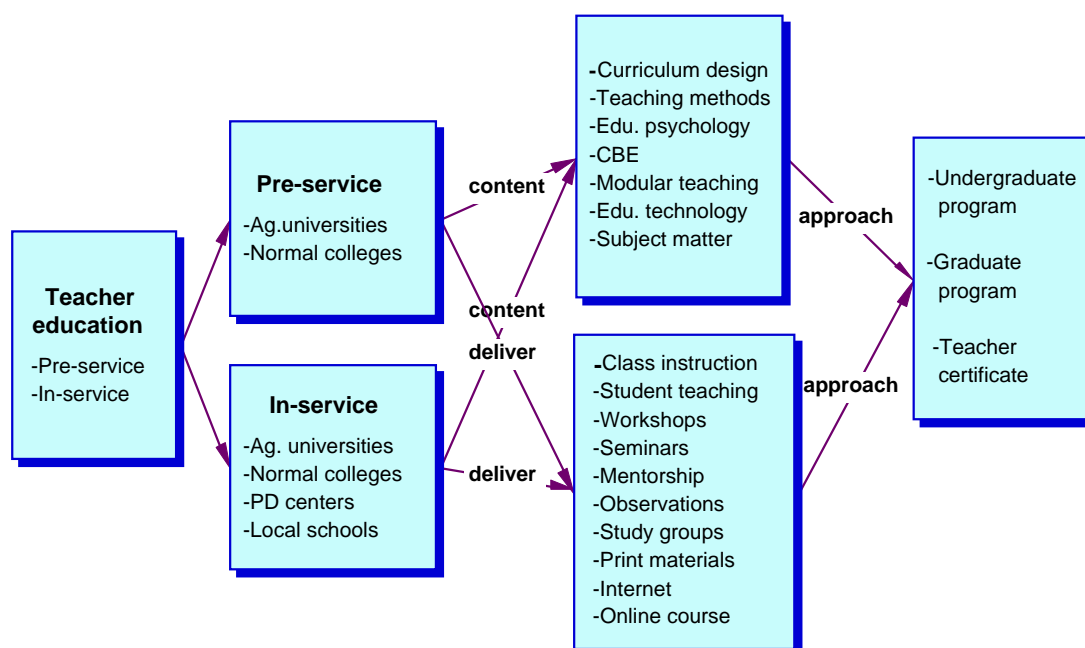 Teacher
education
-Pre-service
-In-service
Pre-service
-Ag.universities
-Normal colleges
In-service
-Ag. universities
-Normal colleges
-PD centers
-Local schools
content
content
deliver
deliver
-Curriculum design
-Teaching methods
-Edu. psychology
-CBE
-Modular teaching
-Edu. technology
-Subject matter
-Class instruction
-Student teaching
-Workshops
-Seminars
-Mentorship
-Observations
-Study groups
-Print materials
-Internet
-Online course
approach
approach
-Undergraduate
program
-Graduate
program
-Teacher
certificate